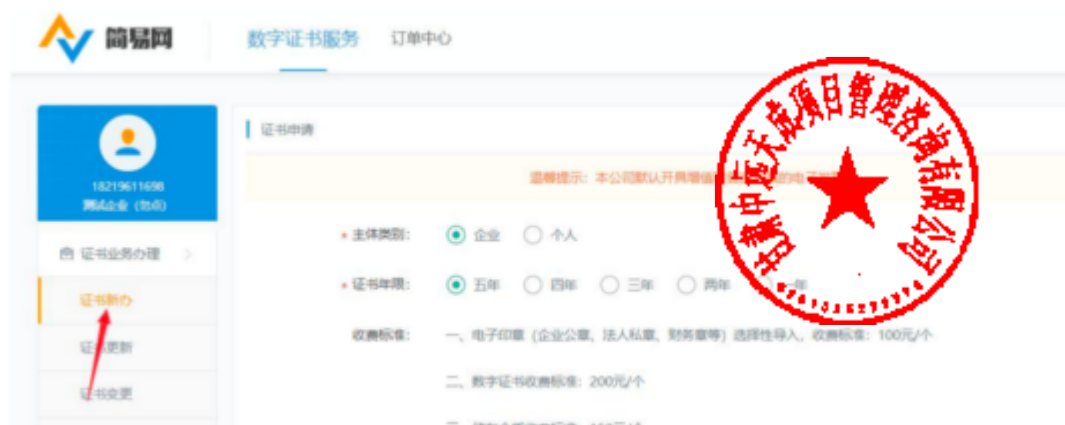 简易网
数字证书服务 订单中心
18219611698
测试企业（勿动）
证书业务办理
证书新办
证书更新
证书变更
证书申请
温馨提示：本公司默认开具增值
的电子
主体类别： 企业 个人
证书年限： 五年 四年 三年 两年 一年
收费标准： 一、电子印章（企业公章、法人私章、财务章等）选择性导入，收费标准：100元/个
二、数字证书收费标准：200元/个
甘肃中远天成项目管理咨询有限公司